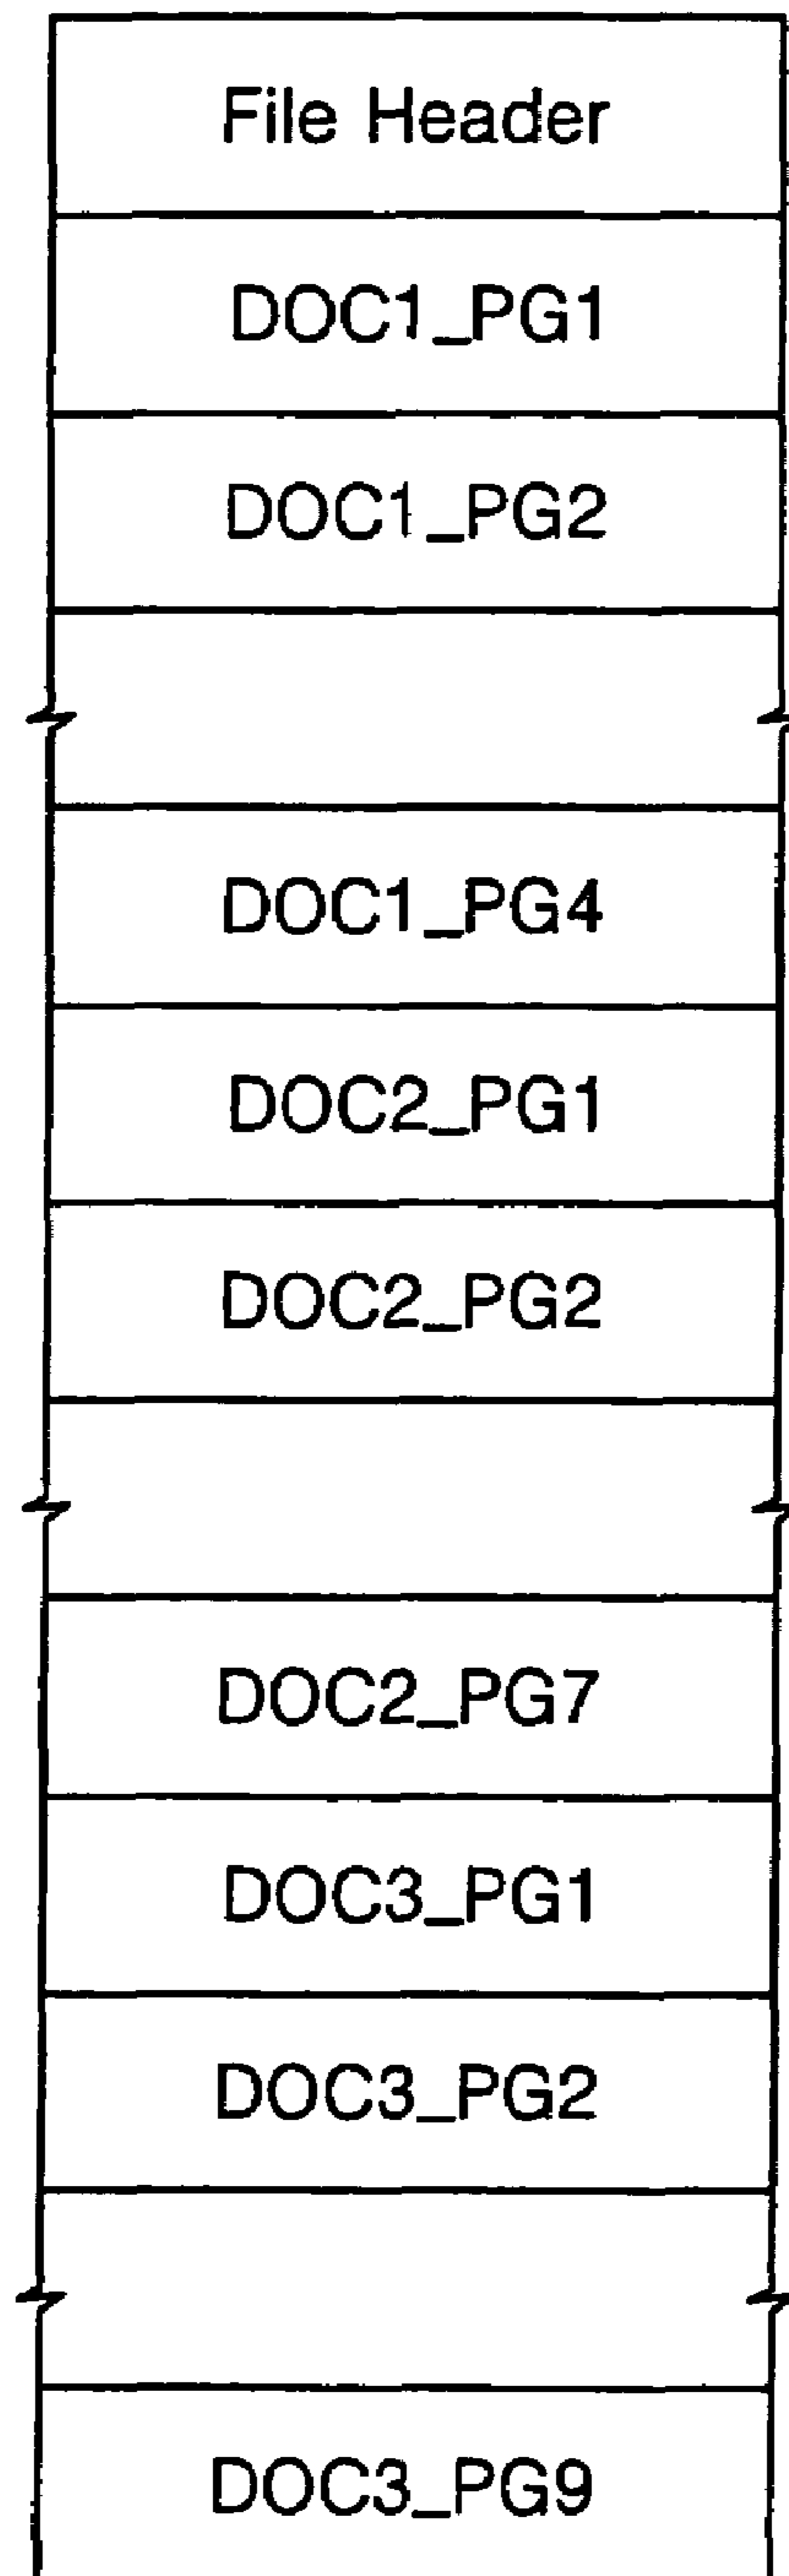 File Header
DOC1_PG1
DOC1_PG2
DOC1_PG4
DOC2_PG1
DOC2_PG2
DOC2_PG7
DOC3_PG1
DOC3_PG2
DOC3_PG9